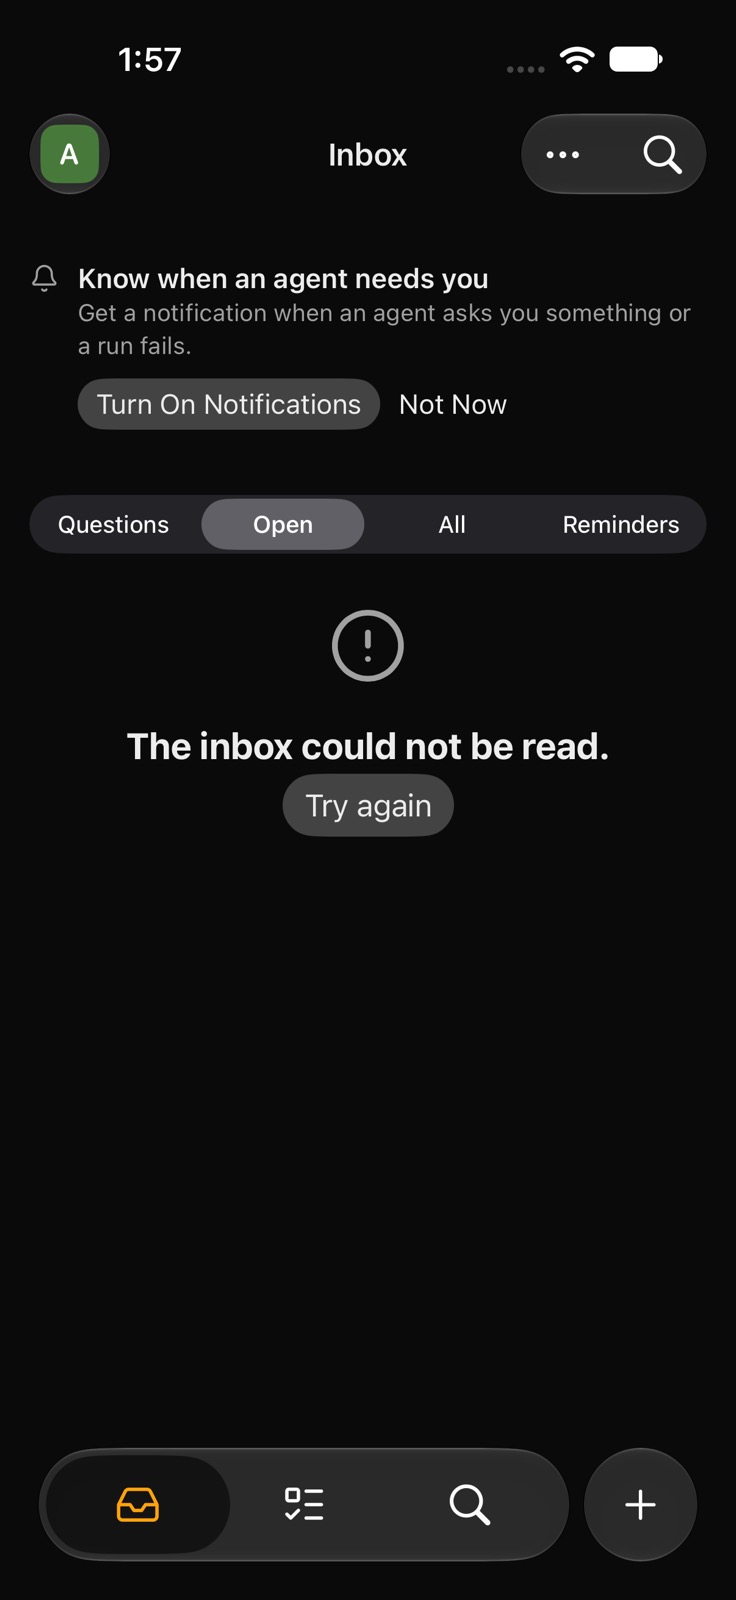 1:57
A
Inbox
Know when an agent needs you
Get a notification when an agent asks you something or
a run fails.
Turn On Notifications
Not Now
Questions
Open
All
Reminders
The inbox could not be read.
Try again